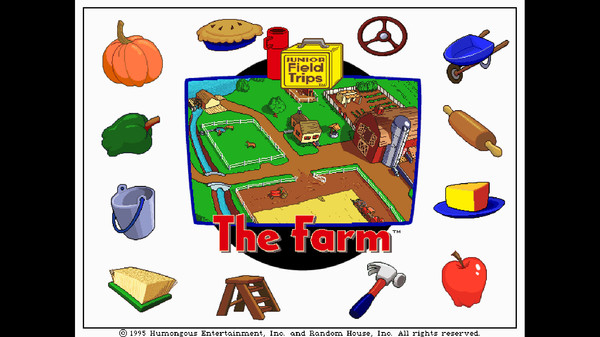 JUNIOR
Field
Trips
The Farm™
© 1995 Humongous Entertainment, Inc. and Random House, Inc. All rights reserved.